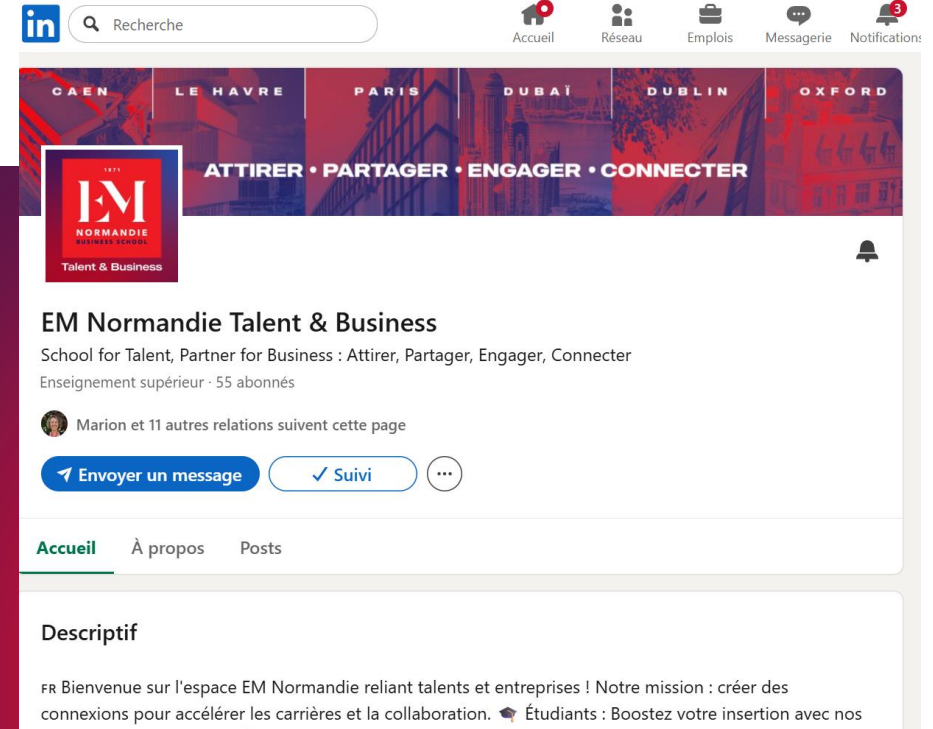 in Recherche
Accueil Réseau Emplois Messagerie 3 Notifications
CAEN LE HAVRE PARIS DUBAÏ DUBLIN OXFORD
ATTIRER • PARTAGER • ENGAGER • CONNECTER
1871
EM
NORMANDIE
BUSINESS SCHOOL
Talent & Business
EM Normandie Talent & Business
School for Talent, Partner for Business : Attirer, Partager, Engager, Connecter
Enseignement supérieur · 55 abonnés
Marion et 11 autres relations suivent cette page
Envoyer un message ✓ Suivi ...
Accueil À propos Posts
Descriptif
FR Bienvenue sur l'espace EM Normandie reliant talents et entreprises ! Notre mission : créer des
connexions pour accélérer les carrières et la collaboration. 🎓 Étudiants : Boostez votre insertion avec nos